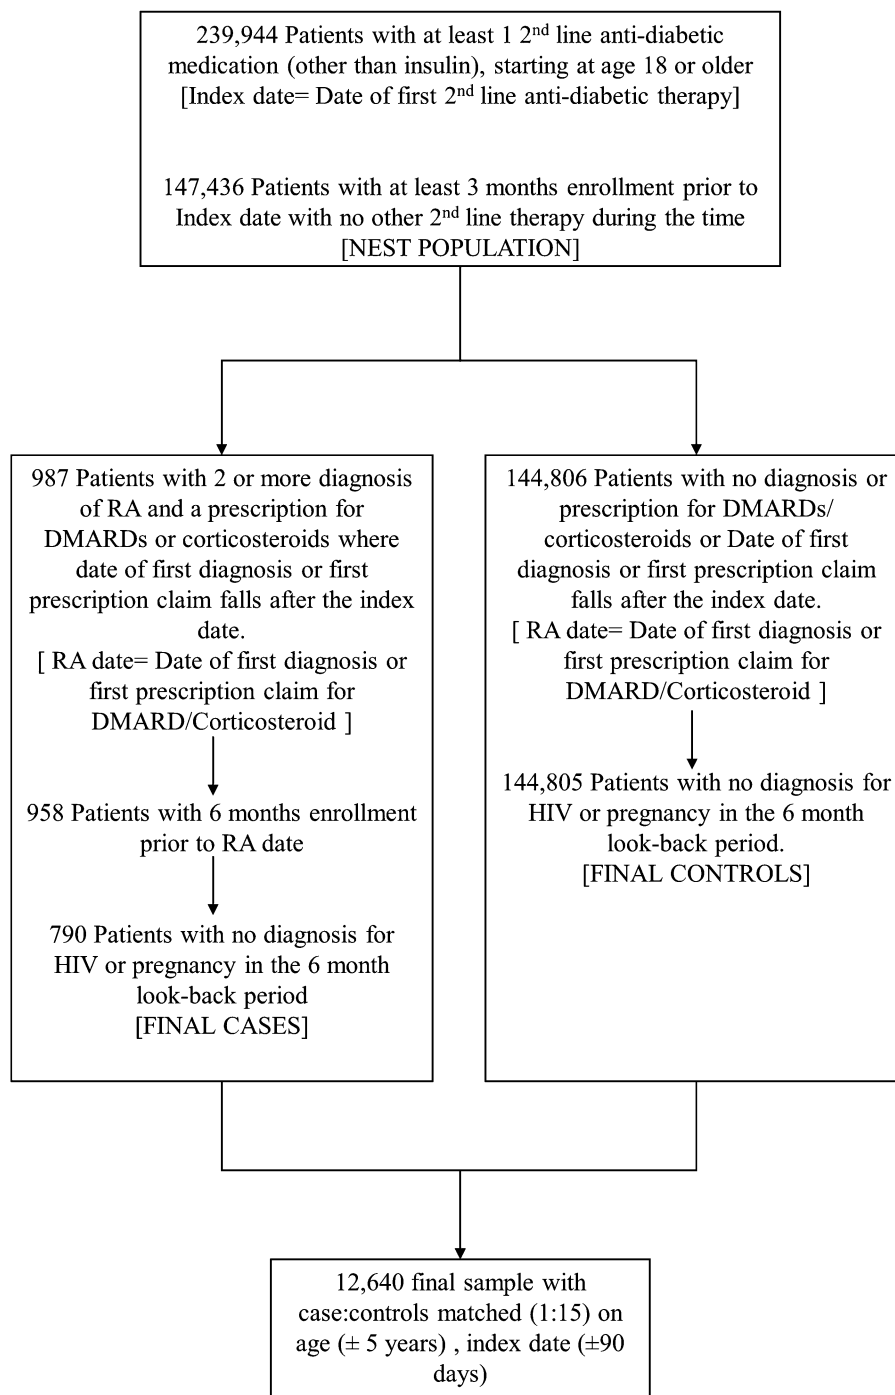 239,944 Patients with at least 1 2nd line anti-diabetic
medication (other than insulin), starting at age 18 or older
[Index date= Date of first 2nd line anti-diabetic therapy]
147,436 Patients with at least 3 months enrollment prior to
Index date with no other 2nd line therapy during the time
[NEST POPULATION]
987 Patients with 2 or more diagnosis
of RA and a prescription for
DMARDs or corticosteroids where
date of first diagnosis or first
prescription claim falls after the index
date.
[ RA date= Date of first diagnosis or
first prescription claim for
DMARD/Corticosteroid ]
958 Patients with 6 months enrollment
prior to RA date
790 Patients with no diagnosis for
HIV or pregnancy in the 6 month
look-back period
[FINAL CASES]
144,806 Patients with no diagnosis or
prescription for DMARDs/
corticosteroids or Date of first
diagnosis or first prescription claim
falls after the index date.
[ RA date= Date of first diagnosis or
first prescription claim for
DMARD/Corticosteroid ]
144,805 Patients with no diagnosis for
HIV or pregnancy in the 6 month
look-back period.
[FINAL CONTROLS]
12,640 final sample with
case:controls matched (1:15) on
age (± 5 years) , index date (±90
days)